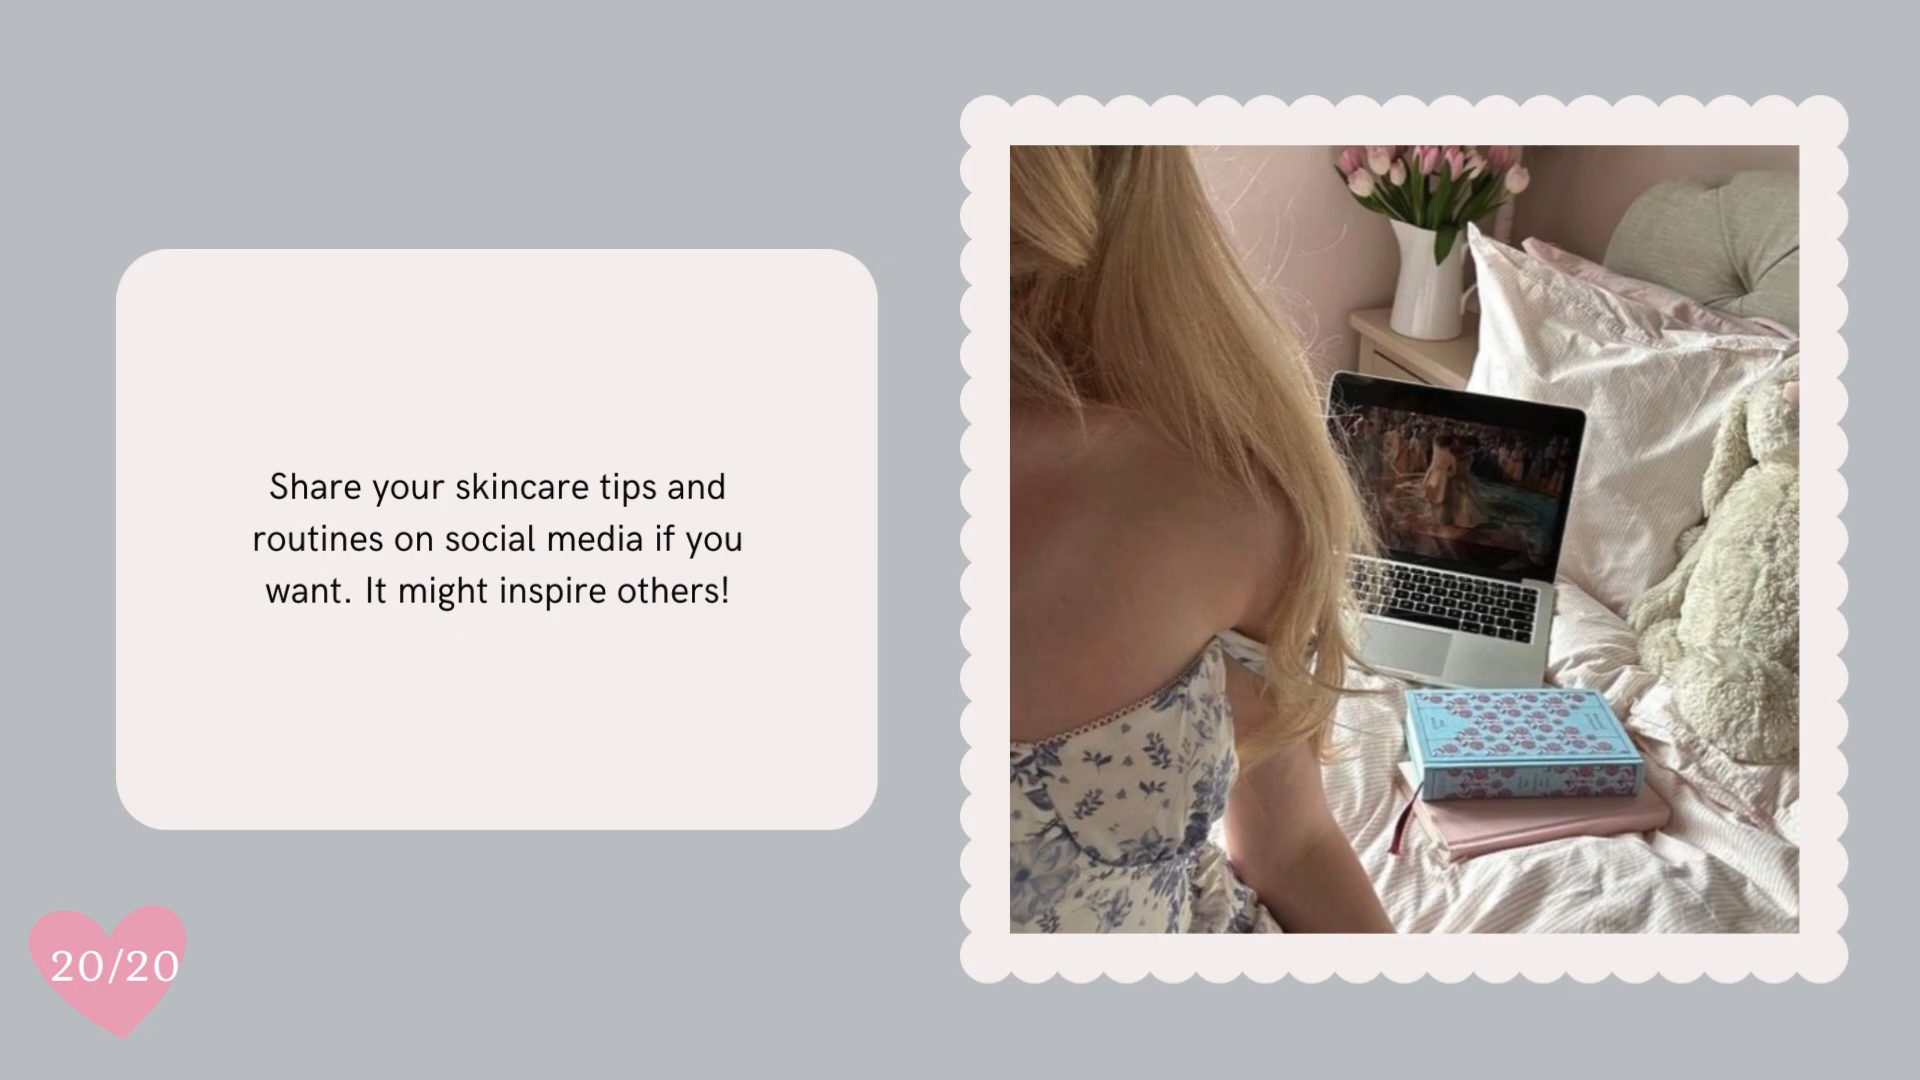 Share your skincare tips and
routines on social media if you
want. It might inspire others!
20/20